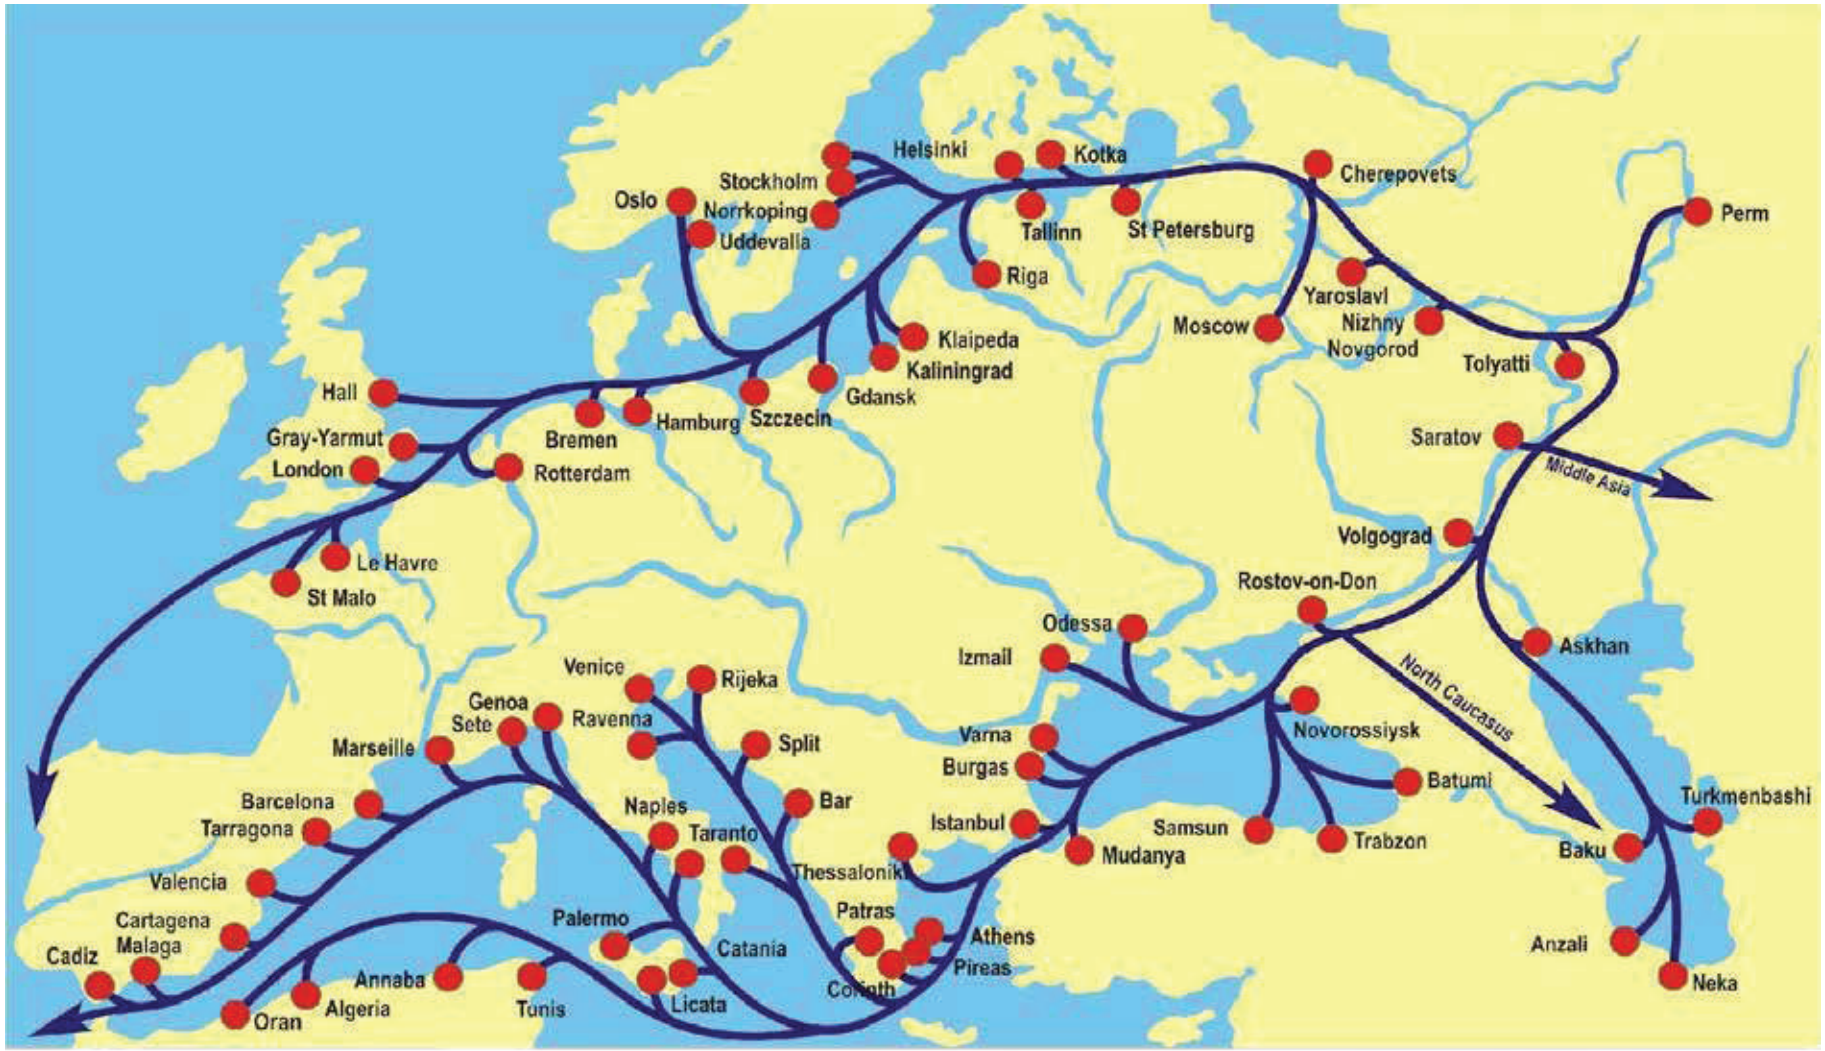 Helsinki
Kotka
Cherepovets
Stockholm
Oslo
Norrkoping
Uddevalla
Tallinn
St Petersburg
Perm
Riga
Yaroslavl
Moscow
Nizhny
Novgorod
Klaipeda
Kaliningrad
Tolyatti
Hall
Gdansk
Szczecin
Hamburg
Bremen
Gray-Yarmut
London
Rotterdam
Saratov
Middle Asia
Volgograd
Le Havre
St Malo
Rostov-on-Don
Odessa
Izmail
Askhan
North Caucasus
Venice
Rijeka
Genoa
Sete
Ravenna
Marseille
Split
Varna
Burgas
Novorossiysk
Batumi
Turkmenbashi
Barcelona
Tarragona
Naples
Bar
Taranto
Istanbul
Mudanya
Samsun
Trabzon
Baku
Valencia
Thessalonik
Cartagena
Malaga
Cadiz
Palermo
Patras
Athens
Pireas
Catania
Anzali
Annaba
Corinth
Neka
Licata
Tunis
Algeria
Oran